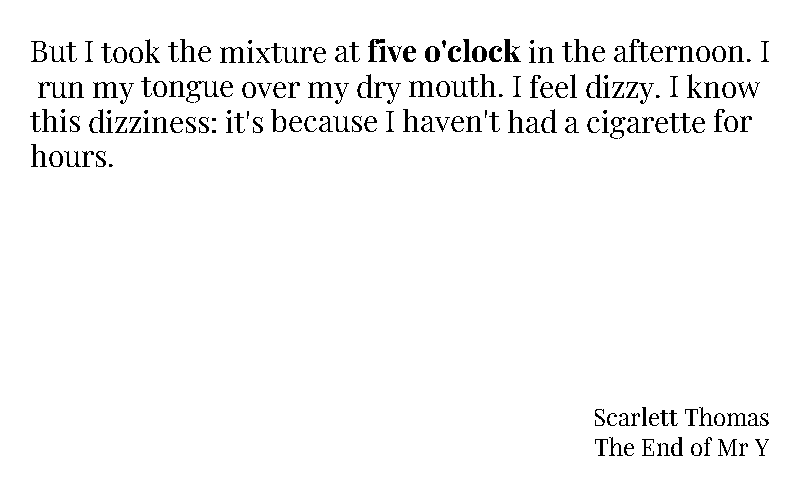 But I took the mixture at five o'clock in the afternoon. I
run my tongue over my dry mouth. I feel dizzy. I know
this dizziness: it's because I haven't had a cigarette for
hours.
Scarlett Thomas
The End of Mr Y